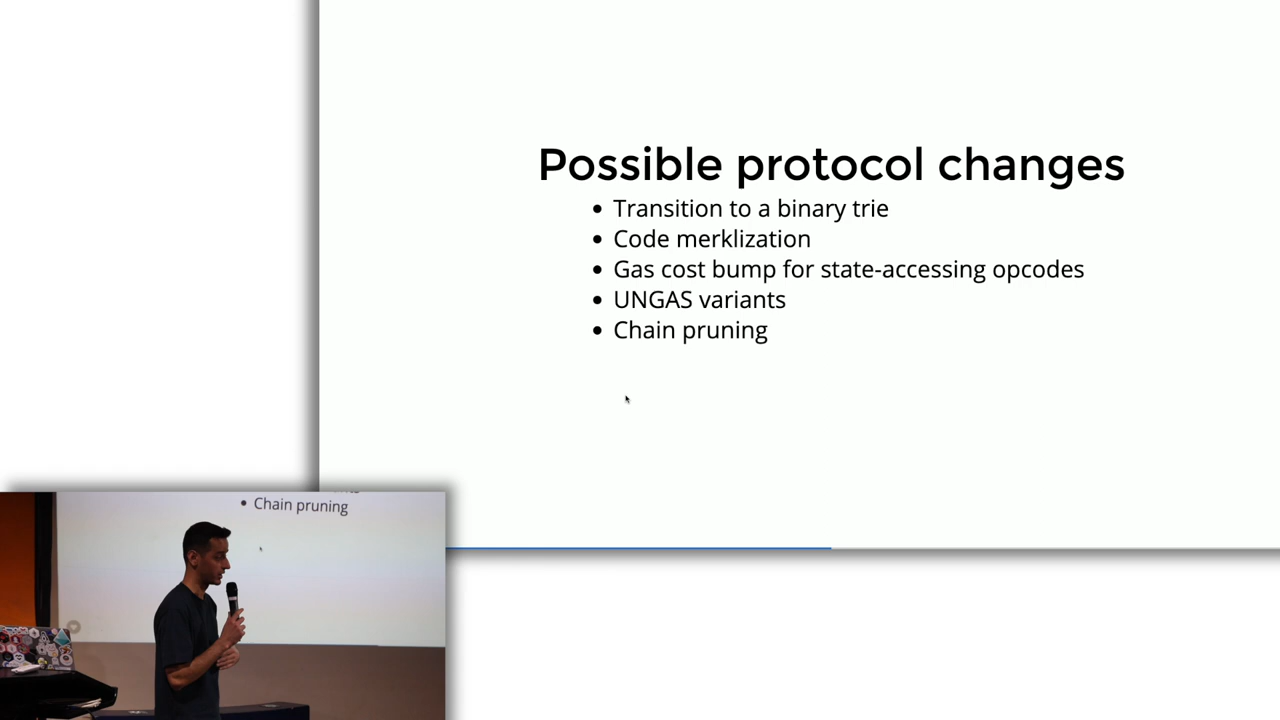 Possible protocol changes
• Transition to a binary trie
• Code merklization
• Gas cost bump for state-accessing opcodes
• UNGAS variants
• Chain pruning
• Chain pruning